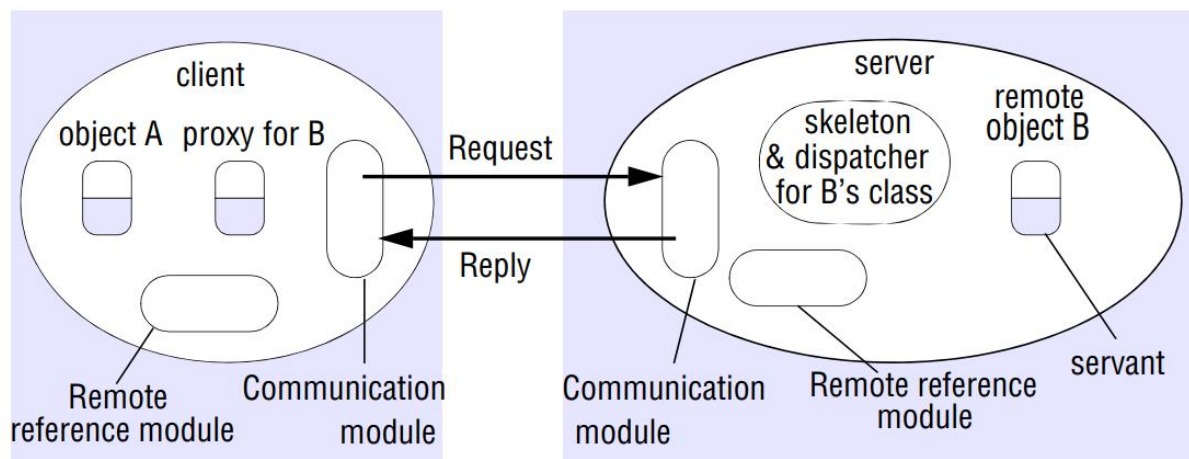 client
object A
proxy for B
Request
Reply
Remote
reference module
Communication
module
server
skeleton
& dispatcher
for B's class
remote
object B
Communication
module
Remote reference
module
servant